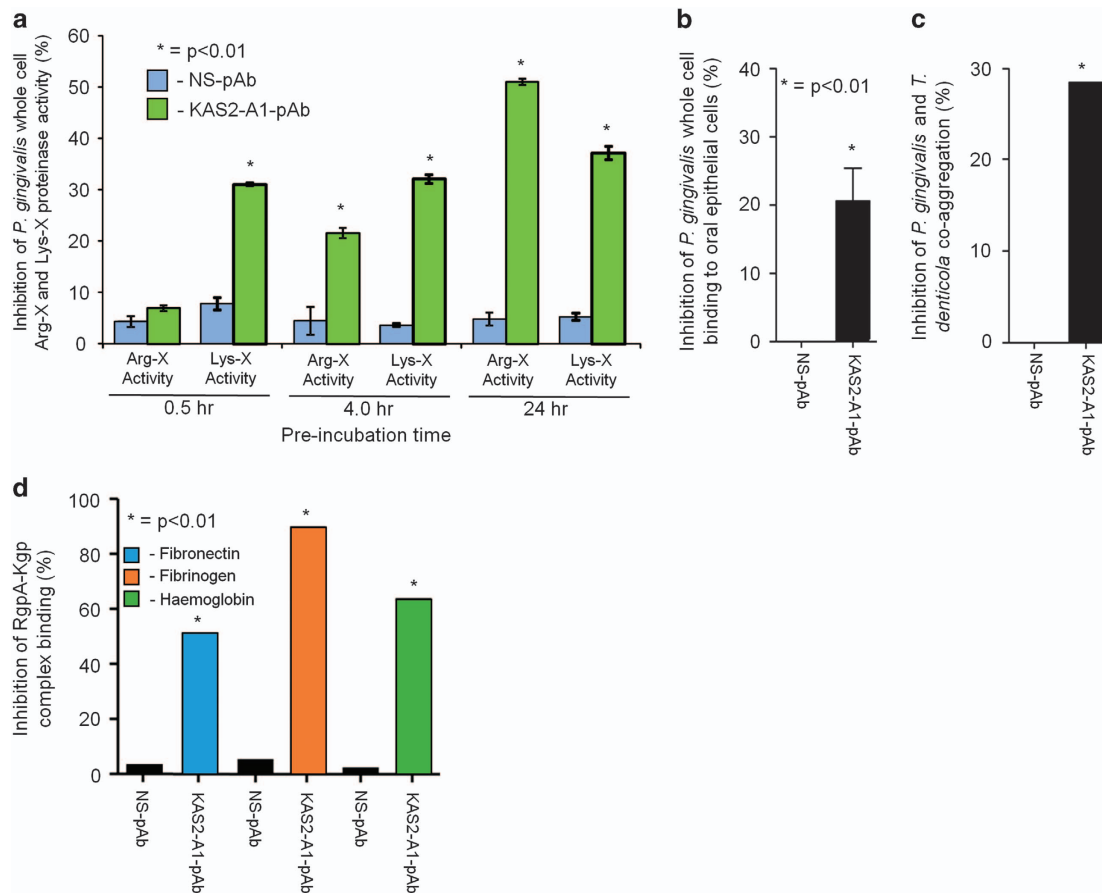 a
Inhibition of P. gingivalis whole cell
Arg-X and Lys-X proteinase activity (%)
60
50
40
30
20
10
0
* = p<0.01
- NS-pAb
- KAS2-A1-pAb
*
*
*
*
*
Arg-X
Activity
Lys-X
Activity
Arg-X
Activity
Lys-X
Activity
Arg-X
Activity
Lys-X
Activity
0.5 hr
4.0 hr
24 hr
Pre-incubation time
b
Inhibition of P. gingivalis whole cell
binding to oral epithelial cells (%)
40
30
20
10
0
* = p<0.01
*
NS-pAb
KAS2-A1-pAb
c
Inhibition of P. gingivalis and T.
denticola co-aggregation (%)
30
20
10
0
*
NS-pAb
KAS2-A1-pAb
d
Inhibition of RgpA-Kgp
complex binding (%)
100
80
60
40
20
0
* = p<0.01
- Fibronectin
- Fibrinogen
- Haemoglobin
*
*
*
NS-pAb
KAS2-A1-pAb
NS-pAb
KAS2-A1-pAb
NS-pAb
KAS2-A1-pAb